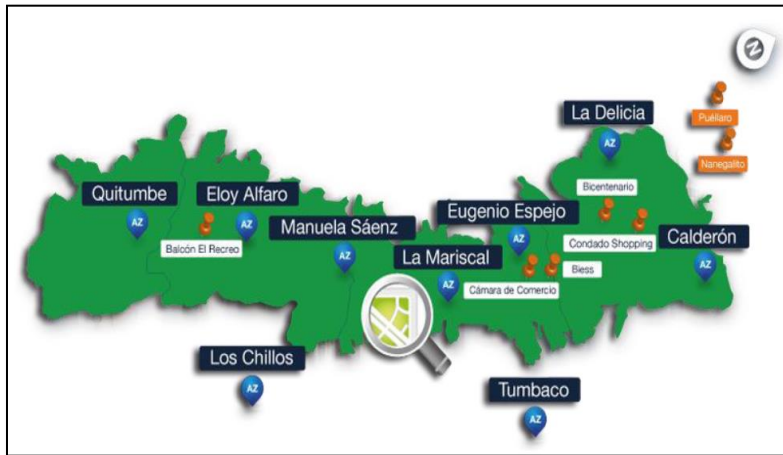 N
La Delicia
AZ
Puéllaro
Nanegalito
Quitumbe
AZ
Eloy Alfaro
AZ
Balcón El Recreo
Manuela Sáenz
AZ
La Mariscal
AZ
Eugenio Espejo
AZ
Cámara de Comercio
Biess
Bicentenario
Condado Shopping
Calderón
AZ
Los Chillos
AZ
Tumbaco
AZ